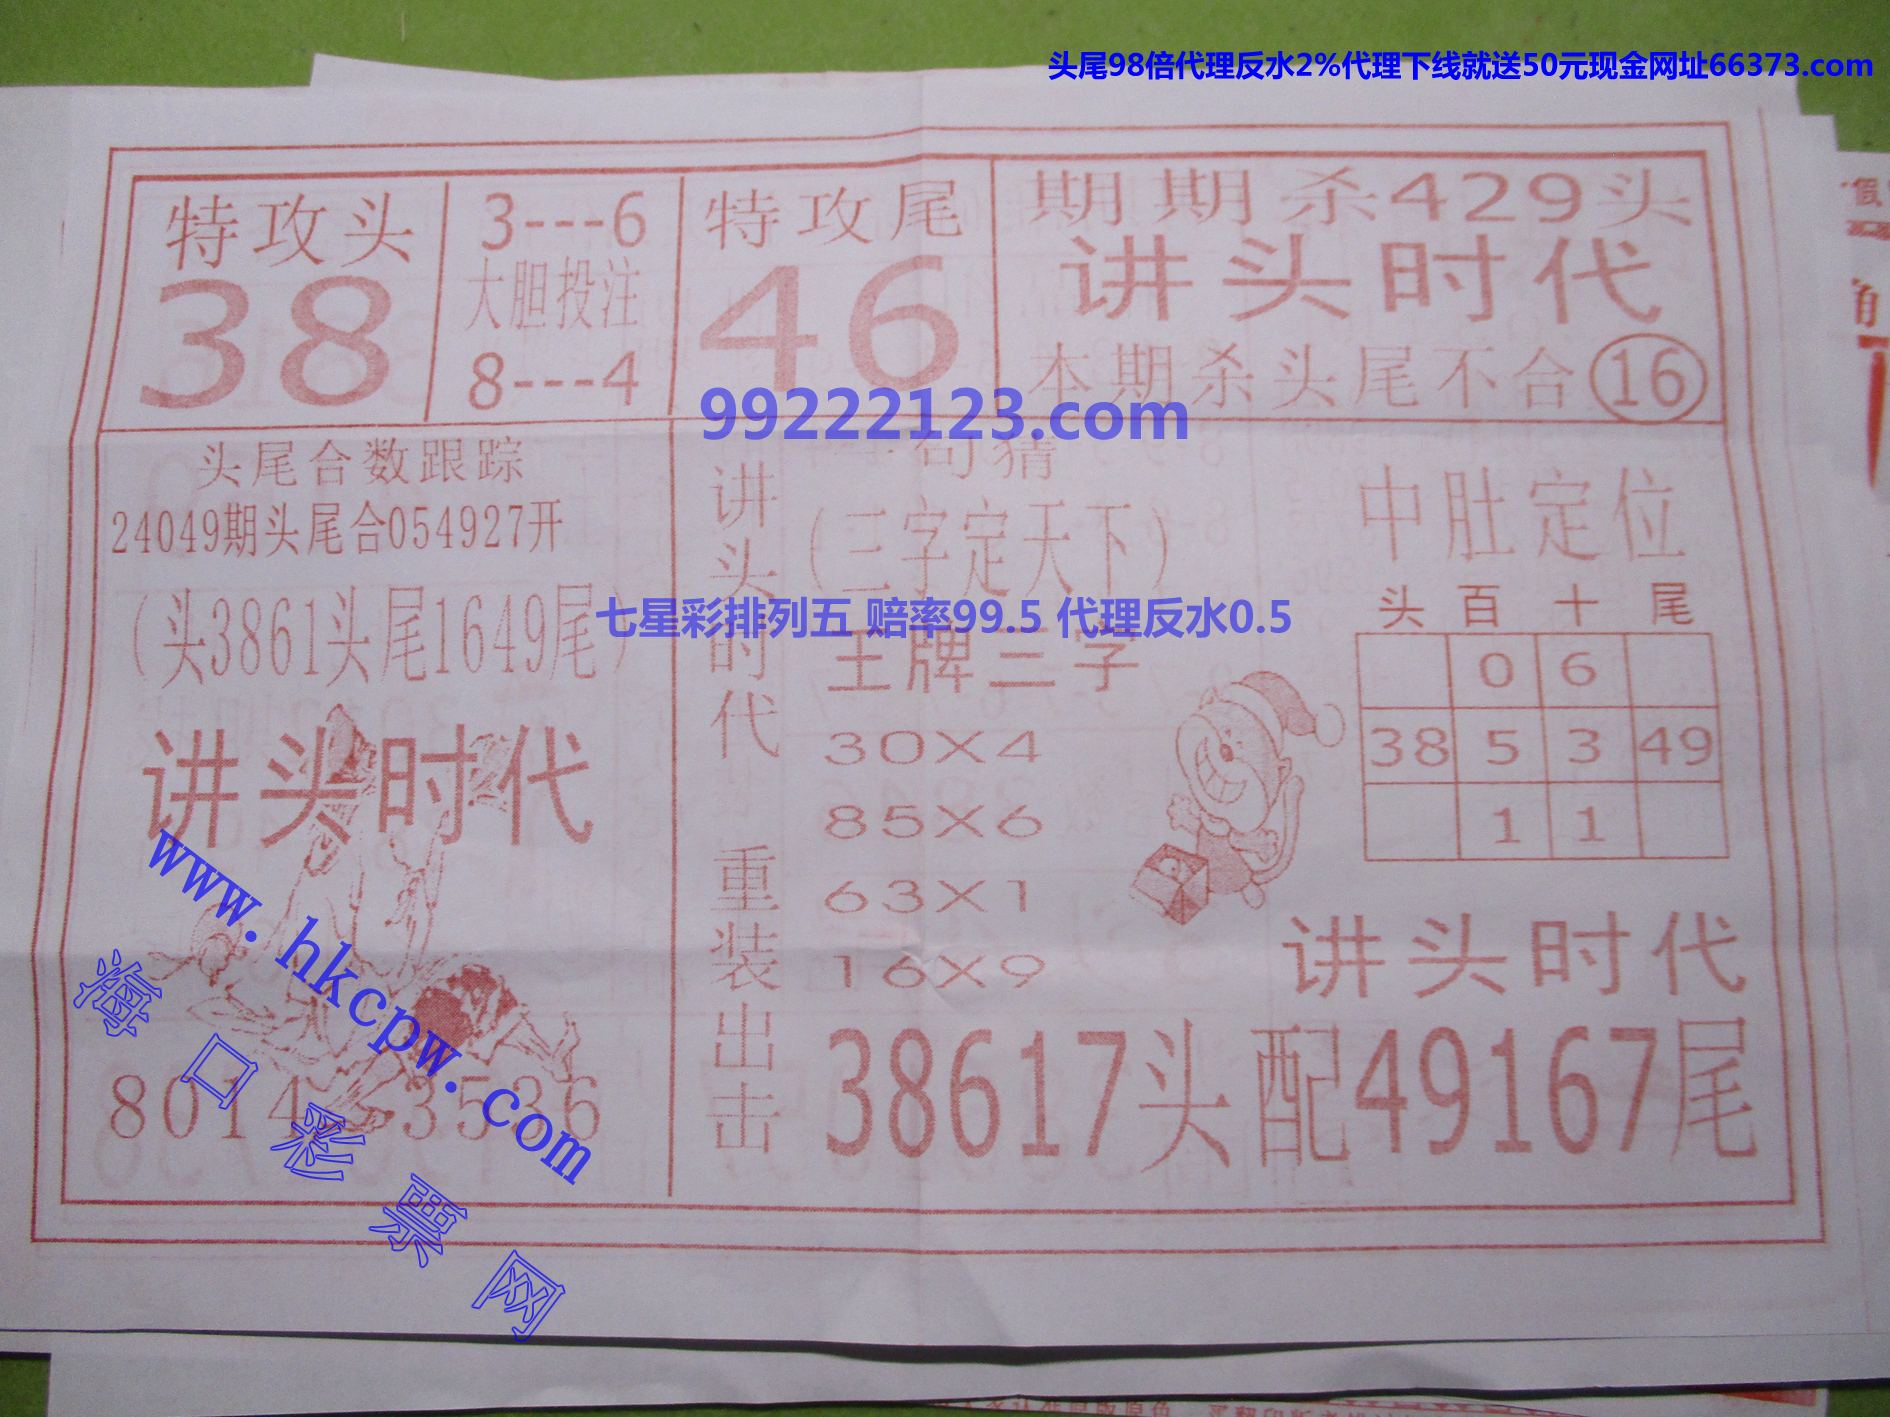 头尾98倍代理反水2%代理下线就送50元现金网址66373.com
特攻头
38
3---6
大胆投注
8---4
特攻尾
46
期期杀429头
讲头时代
本期杀头尾不合16
99222123.com
头尾合数跟踪
24049期头尾合054927开
(头3861头尾1649尾)
讲头时代
8014 3536
讲头时代 重装出击
句猜
(三字定天下)
七星彩排列五 赔率99.5 代理反水0.5
王牌三字
30X4
85X6
63X1
16X9
中肚定位
头 百 十 尾
0 6
38 5 3 49
1 1
讲头时代
38617头配49167尾
www.hkcpw.com
海口彩票网